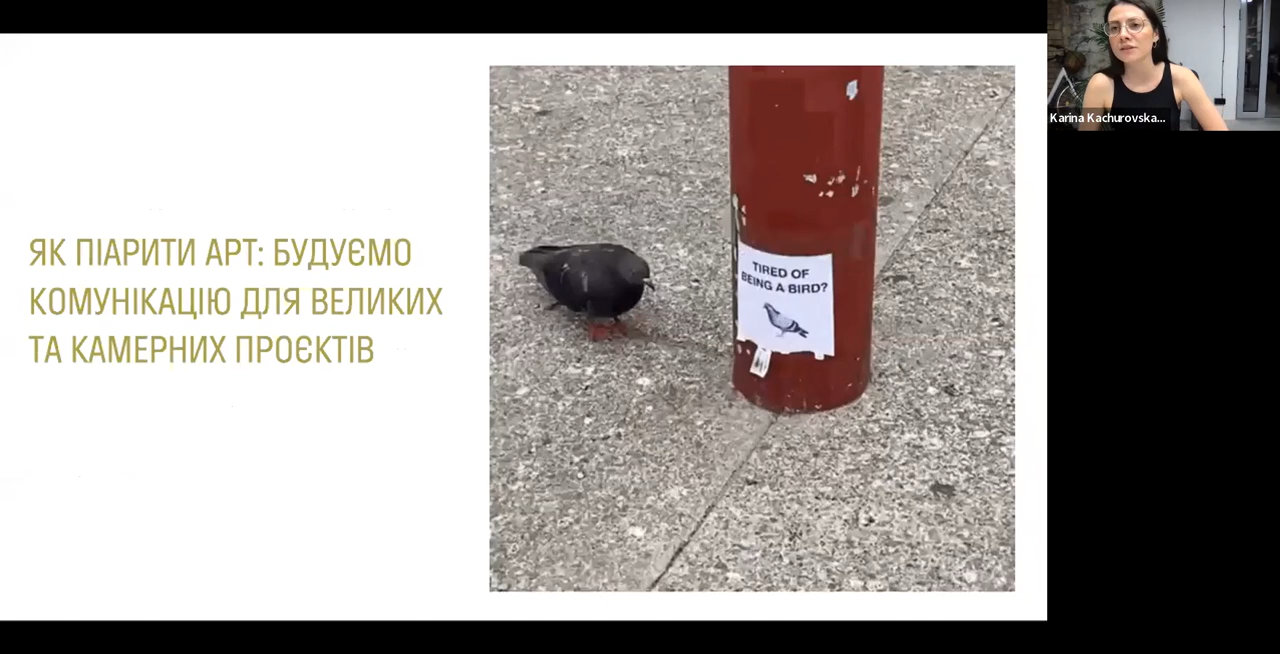 ЯК ПІАРИТИ АРТ: БУДУЄМО
КОМУНІКАЦІЮ ДЛЯ ВЕЛИКИХ
ТА КАМЕРНИХ ПРОЄКТІВ
TIRED OF
BEING A BIRD?
Karina Kachurovska...